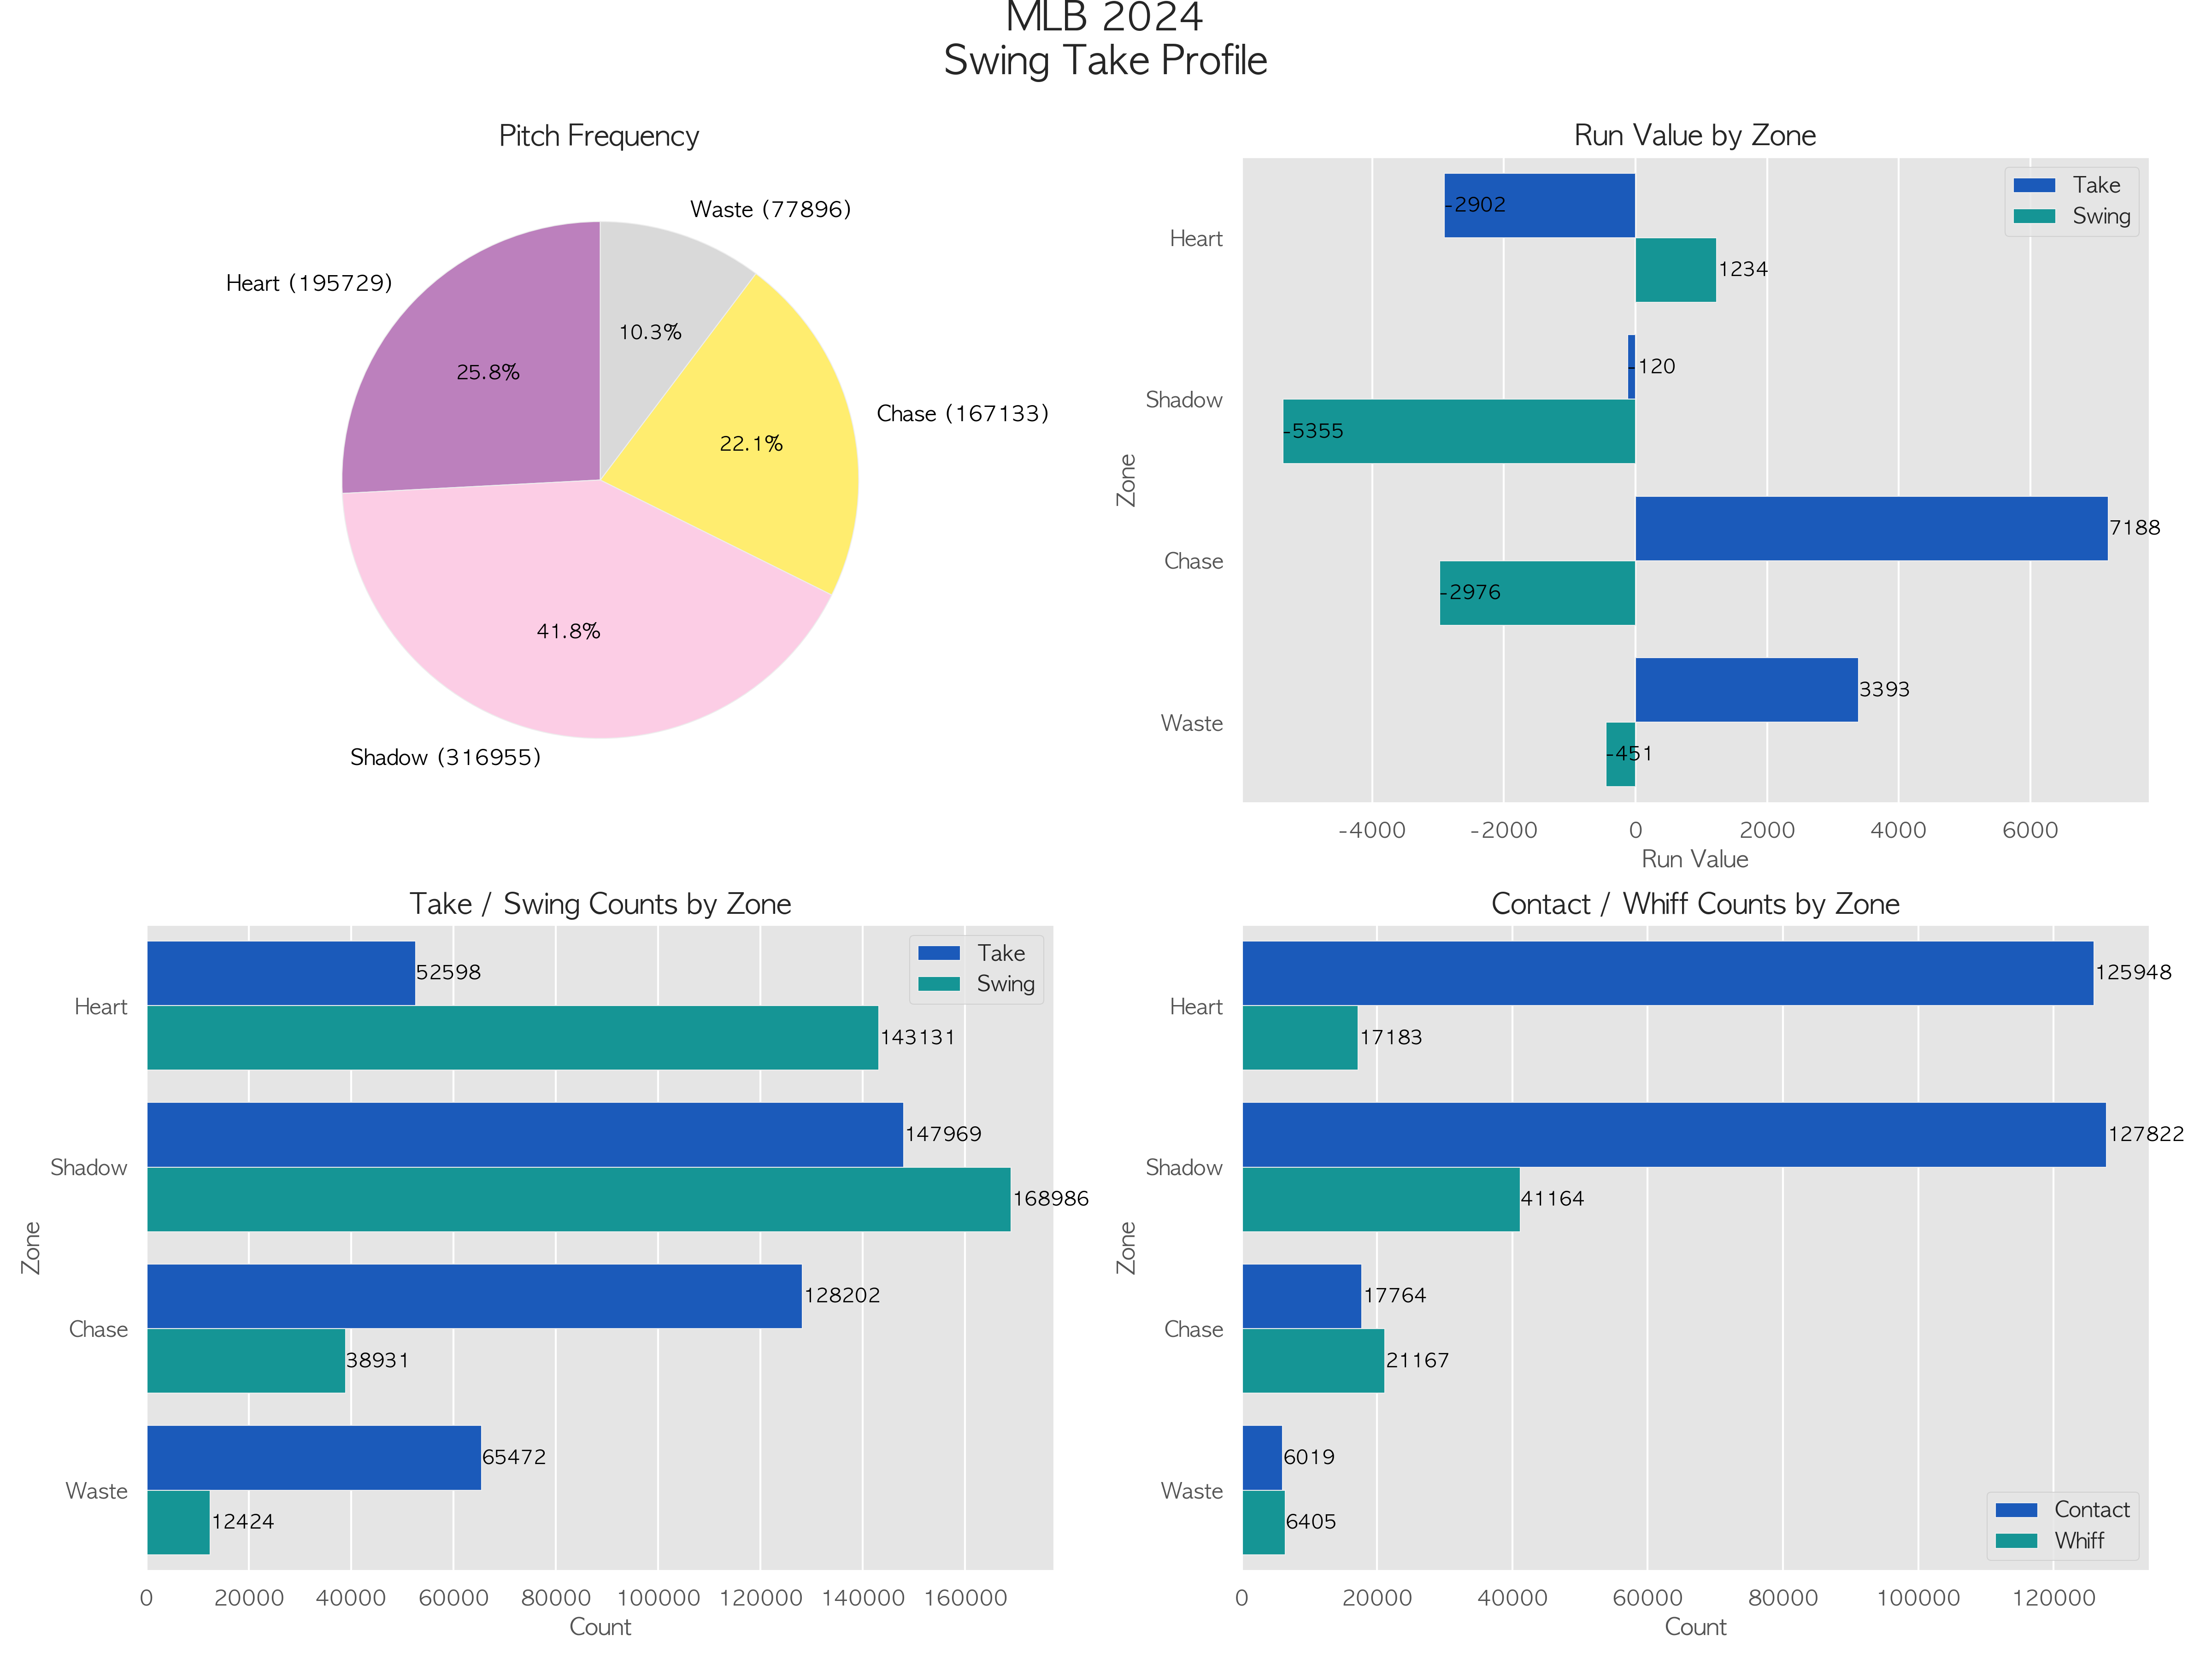 MLB 2024
Swing Take Profile
Pitch Frequency
Waste (77896)
Heart (195729)
10.3%
25.8%
Chase (167133)
22.1%
41.8%
Shadow (316955)
Run Value by Zone
Take
Swing
-2902
Heart
1234
-120
Shadow
-5355
Zone
7188
Chase
-2976
3393
Waste
-451
-4000 -2000 0 2000 4000 6000
Run Value
Take / Swing Counts by Zone
Take
Swing
52598
Heart
143131
147969
Shadow
168986
Zone
128202
Chase
38931
65472
Waste
12424
0 20000 40000 60000 80000 100000 120000 140000 160000
Count
Contact / Whiff Counts by Zone
125948
Heart
17183
127822
Shadow
41164
Zone
17764
Chase
21167
6019
Waste
6405
Contact
Whiff
0 20000 40000 60000 80000 100000 120000
Count